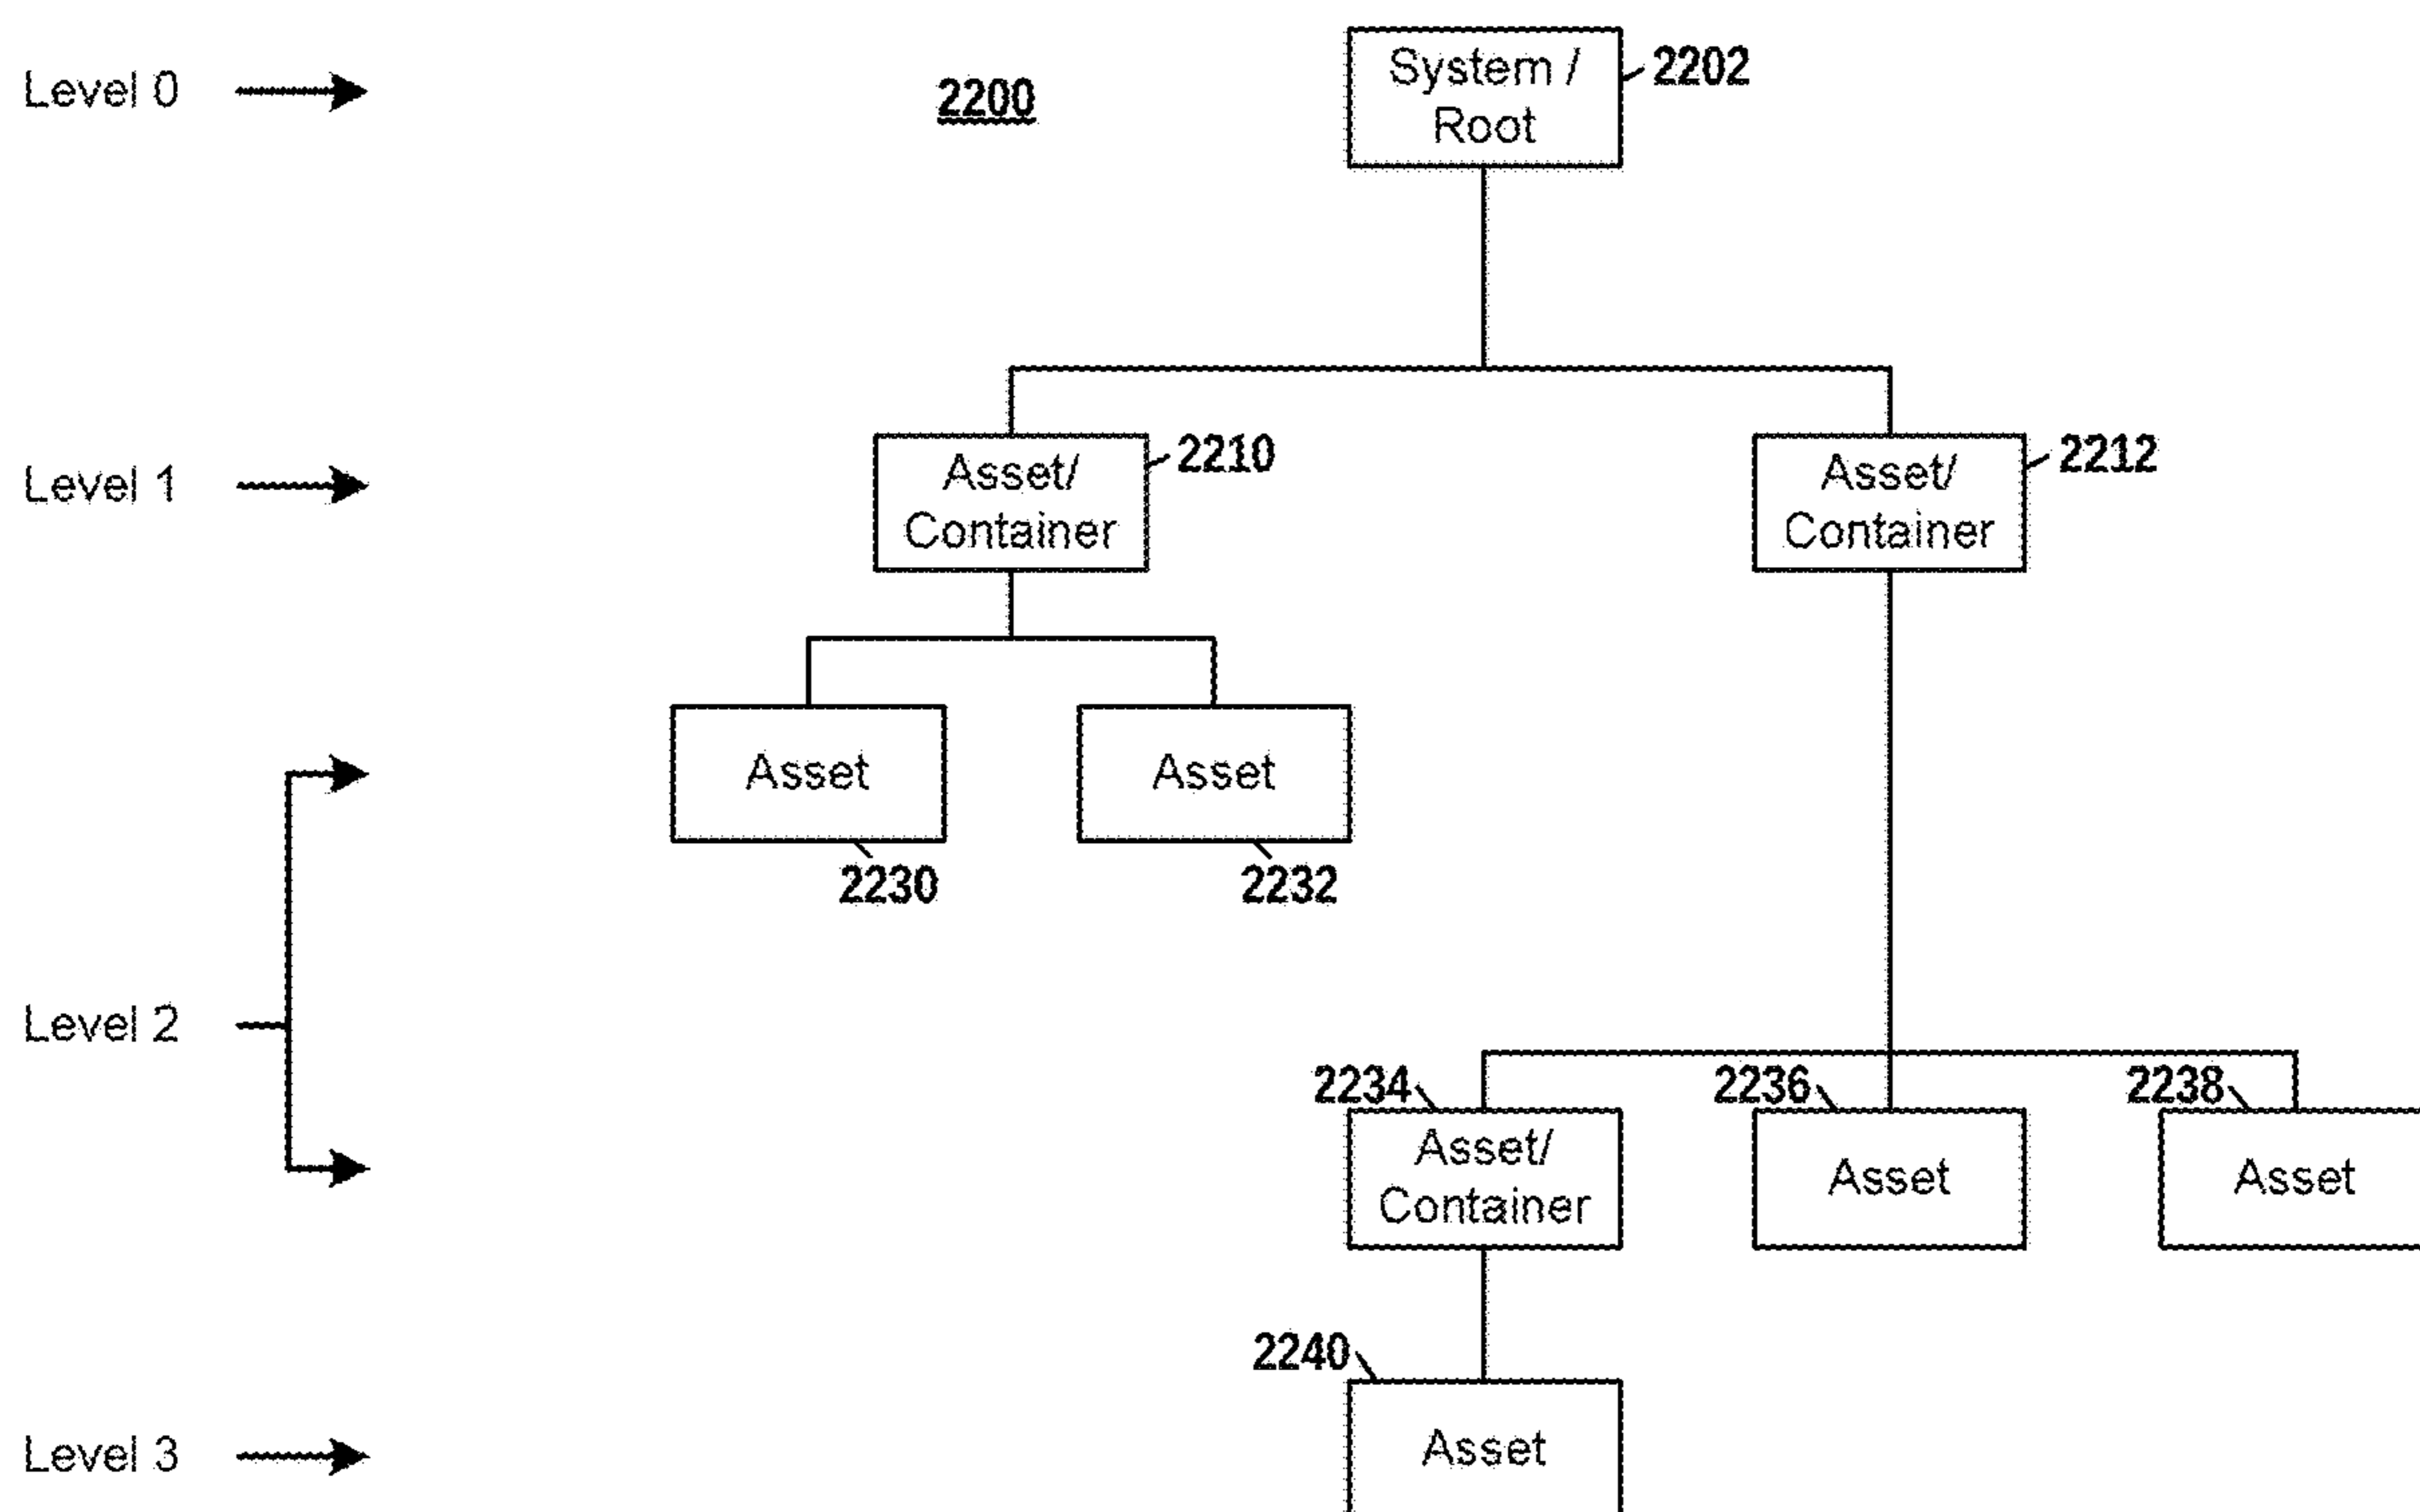 Level 0
2200
System /
Root
2202
Level 1
Asset/
Container
2210
Asset/
Container
2212
Asset
Asset
2230
2232
Level 2
2234
2236
2238
Asset/
Container
Asset
Asset
2240
Level 3
Asset